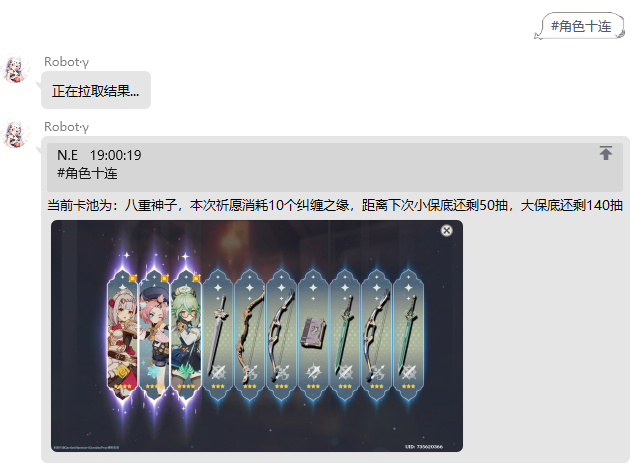 #角色十连
Robot·γ
正在拉取结果...
Robot·γ
N.E 19:00:19
#角色十连
当前卡池为：八重神子，本次祈愿消耗10个纠缠之缘，距离下次小保底还剩50抽，大保底还剩140抽
UID: 733620366